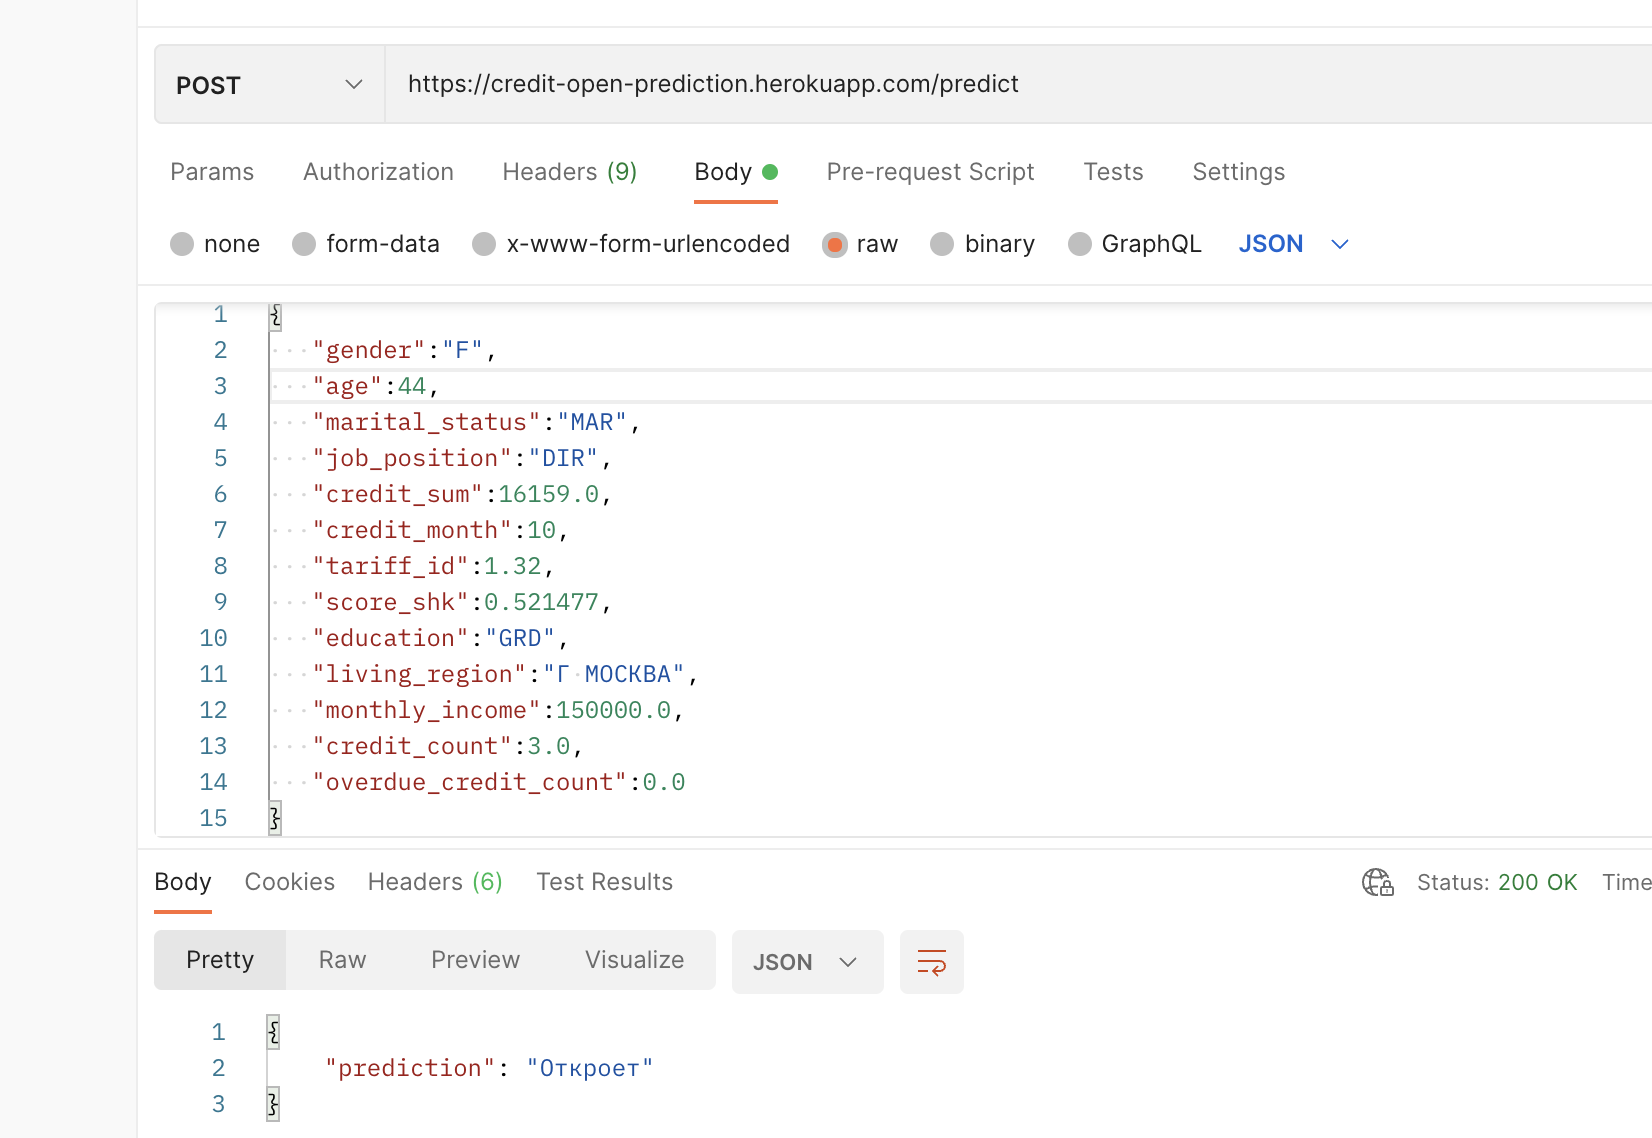 POST https://credit-open-prediction.herokuapp.com/predict
Params Authorization Headers (9) Body Pre-request Script Tests Settings
none form-data x-www-form-urlencoded raw binary GraphQL JSON
1 {
2 "gender":"F",
3 "age":44,
4 "marital_status":"MAR",
5 "job_position":"DIR",
6 "credit_sum":16159.0,
7 "credit_month":10,
8 "tariff_id":1.32,
9 "score_shk":0.521477,
10 "education":"GRD",
11 "living_region":"Г МОСКВА",
12 "monthly_income":150000.0,
13 "credit_count":3.0,
14 "overdue_credit_count":0.0
15 }
Body Cookies Headers (6) Test Results Status: 200 OK Time
Pretty Raw Preview Visualize JSON
1 {
2 "prediction": "Откроет"
3 }